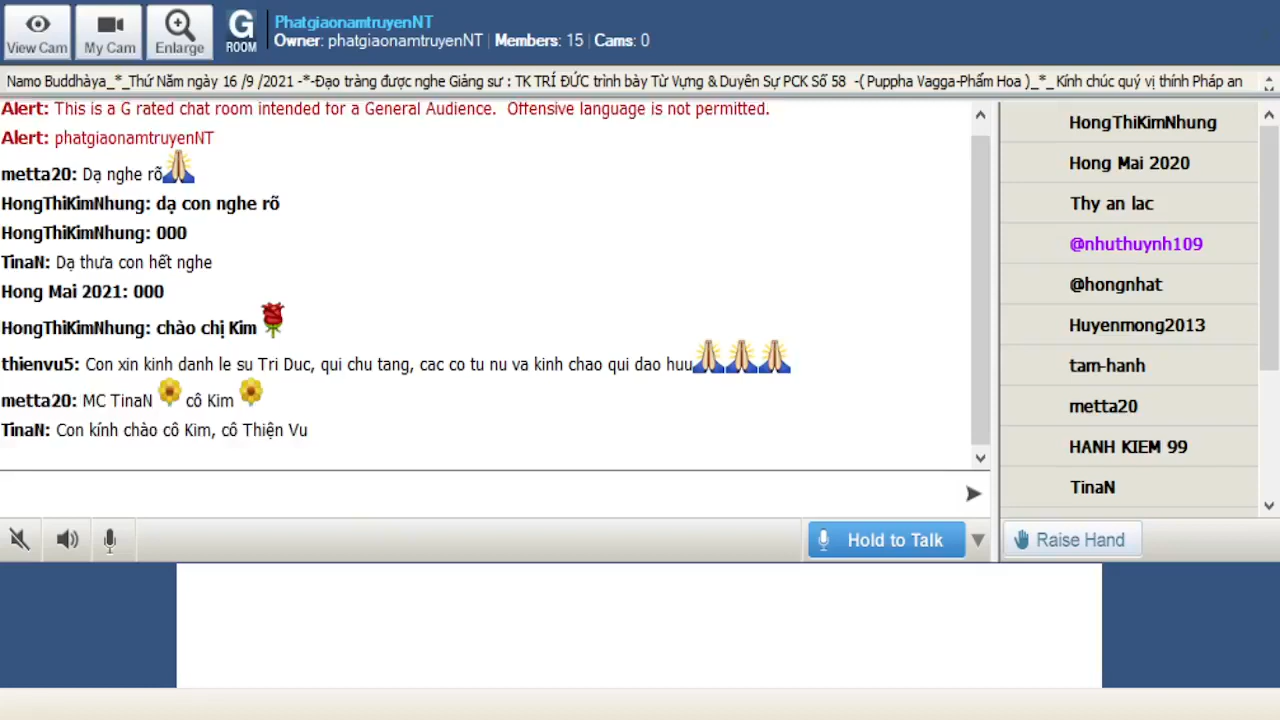 View Cam
My Cam
Enlarge
G
ROOM
PhatgiaonamtruyenNT
Owner: phatgiaonamtruyenNT | Members: 15 | Cams: 0
Namo Buddhàya_*_Thứ Năm ngày 16 /9 /2021 -*-Đạo tràng được nghe Giảng sư : TK TRÍ ĐỨC trình bày Từ Vựng & Duyên Sự PCK Số 58 -( Puppha Vagga-Phẩm Hoa )_*_ Kính chúc quý vị thính Pháp an
Alert: This is a G rated chat room intended for a General Audience. Offensive language is not permitted.
Alert: phatgiaonamtruyenNT
metta20: Dạ nghe rõ
HongThiKimNhung: dạ con nghe rõ
HongThiKimNhung: 000
TinaN: Dạ thưa con hết nghe
Hong Mai 2021: 000
HongThiKimNhung: chào chị Kim
thienvu5: Con xin kinh danh le su Tri Duc, qui chu tang, cac co tu nu va kinh chao qui dao huu
metta20: MC TinaN cô Kim
TinaN: Con kính chào cô Kim, cô Thiện Vu
HongThiKimNhung
Hong Mai 2020
Thy an lac
@nhuthuynh109
@hongnhat
Huyenmong2013
tam-hanh
metta20
HANH KIEM 99
TinaN
Hold to Talk
Raise Hand